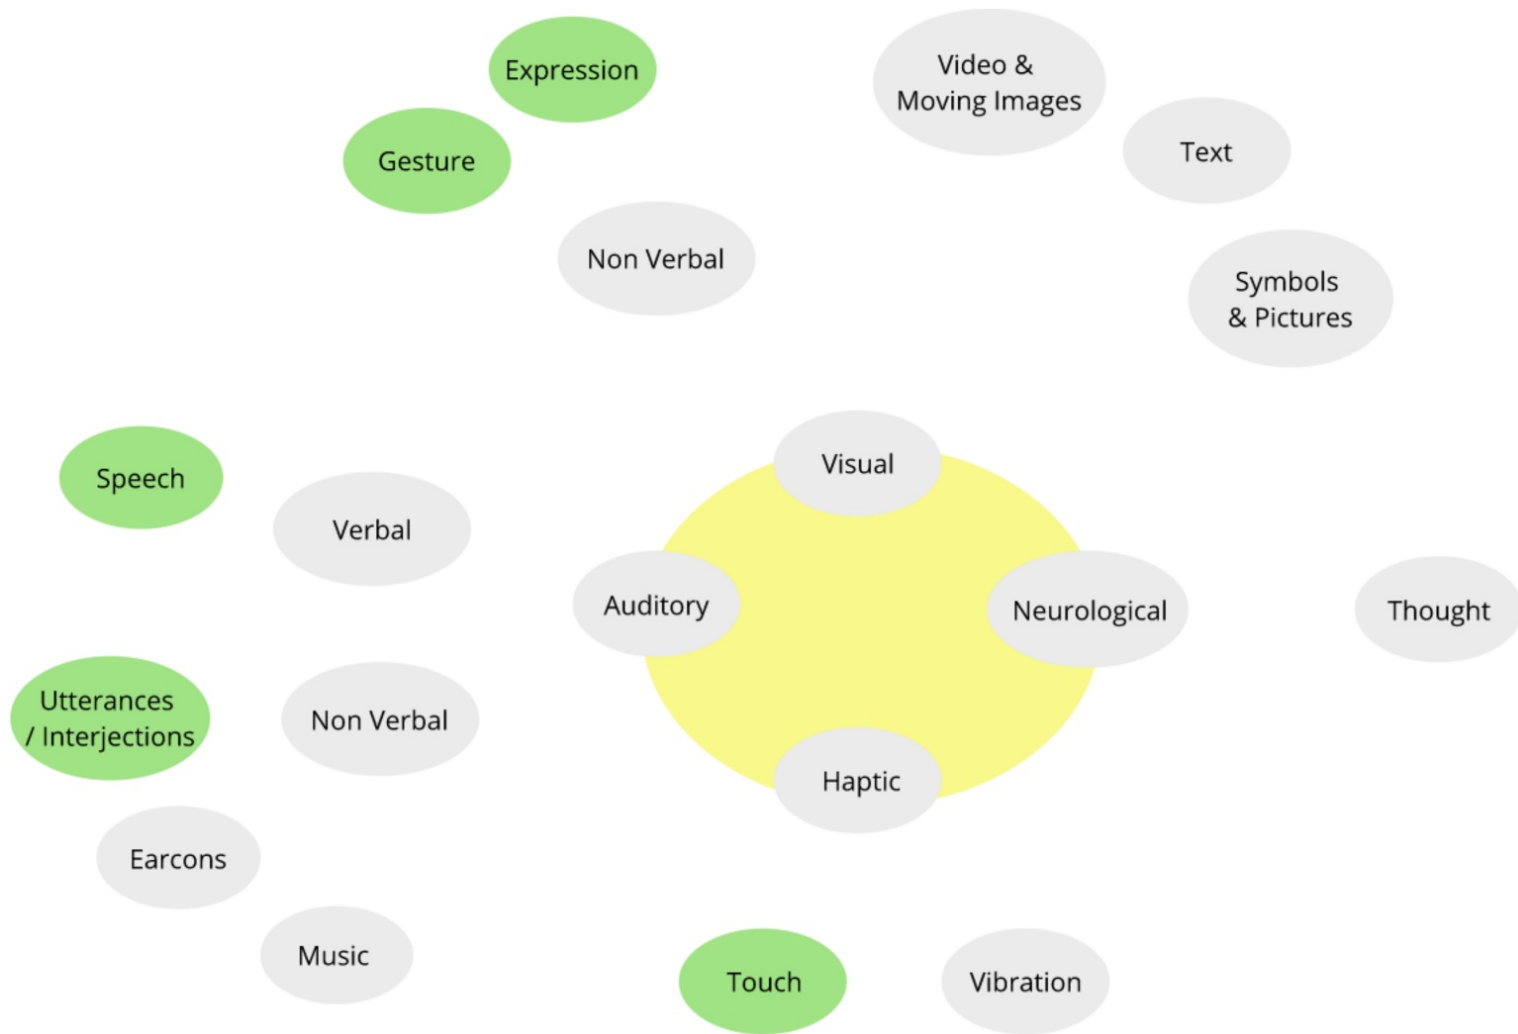 Expression
Video &
Moving Images
Text
Gesture
Non Verbal
Symbols
& Pictures
Visual
Speech
Verbal
Auditory
Neurological
Thought
Utterances
/ Interjections
Non Verbal
Haptic
Earcons
Music
Touch
Vibration